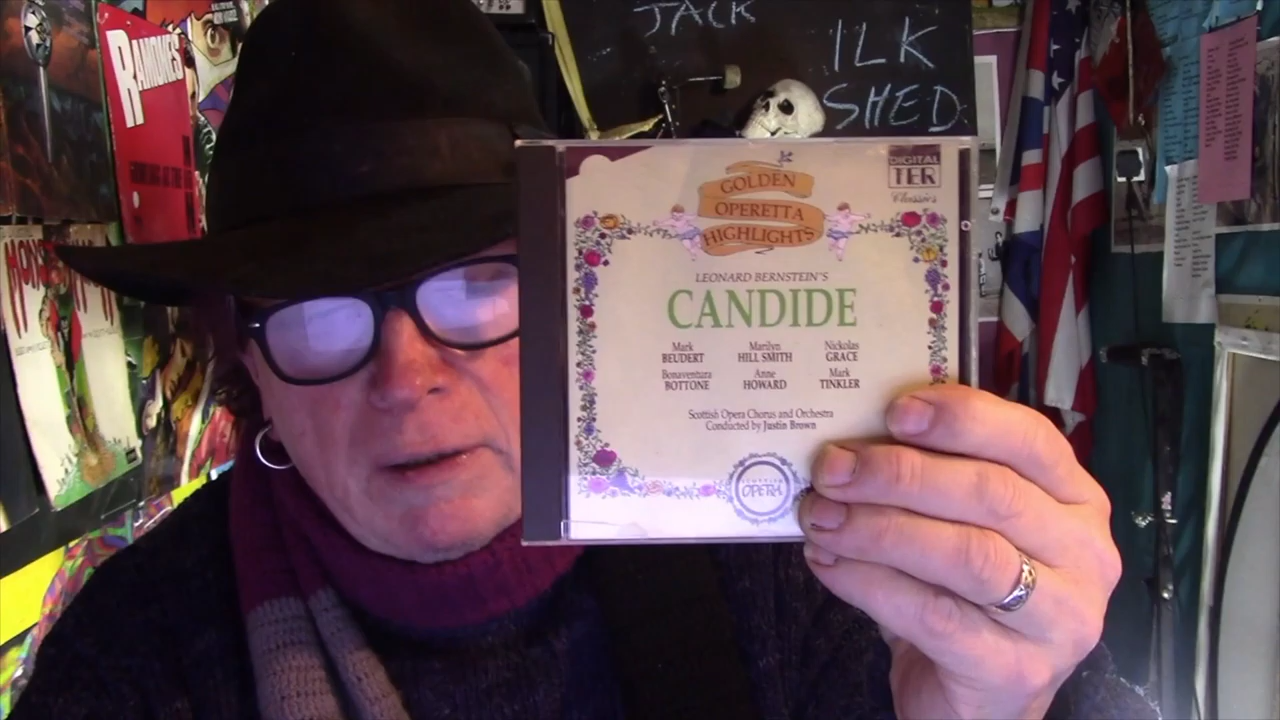 JACK
ILK
SHED
RAMONES
DIGITAL
TER
Classics
GOLDEN
OPERETTA
HIGHLIGHTS
LEONARD BERNSTEIN'S
CANDIDE
Mark
BEUDERT
Marilyn
HILL SMITH
Nickolas
GRACE
Bonaventura
BOTTONE
Anne
HOWARD
Mark
TINKLER
Scottish Opera Chorus and Orchestra
Conducted by Justin Brown
SCOTTISH
OPERA